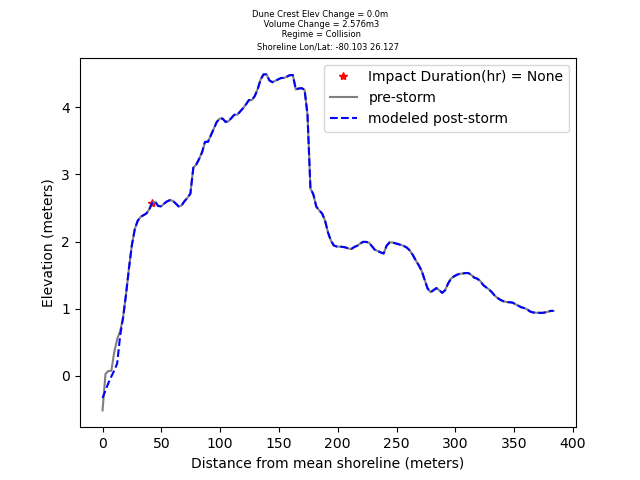 Dune Crest Elev Change = 0.0m
Volume Change = 2.576m3
Regime = Collision
Shoreline Lon/Lat: -80.103 26.127
Impact Duration(hr) = None
pre-storm
modeled post-storm
4
3
2
1
0
Elevation (meters)
0 50 100 150 200 250 300 350 400
Distance from mean shoreline (meters)